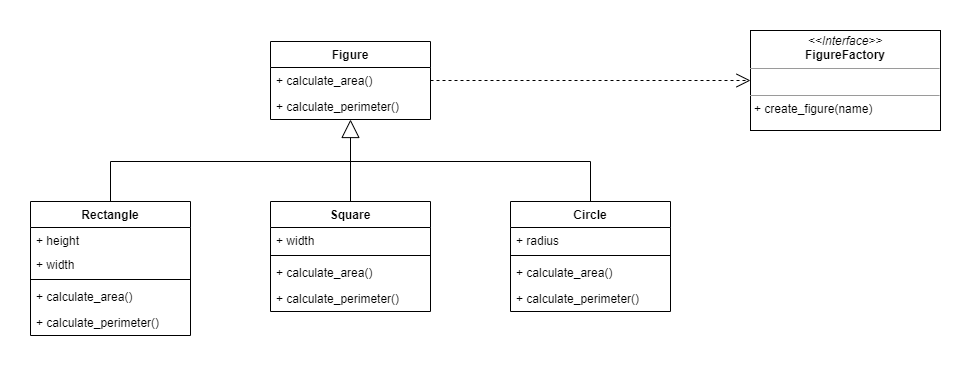 Figure
+ calculate_area()
+ calculate_perimeter()
<<Interface>>
FigureFactory
+ create_figure(name)
Rectangle
+ height
+ width
+ calculate_area()
+ calculate_perimeter()
Square
+ width
+ calculate_area()
+ calculate_perimeter()
Circle
+ radius
+ calculate_area()
+ calculate_perimeter()